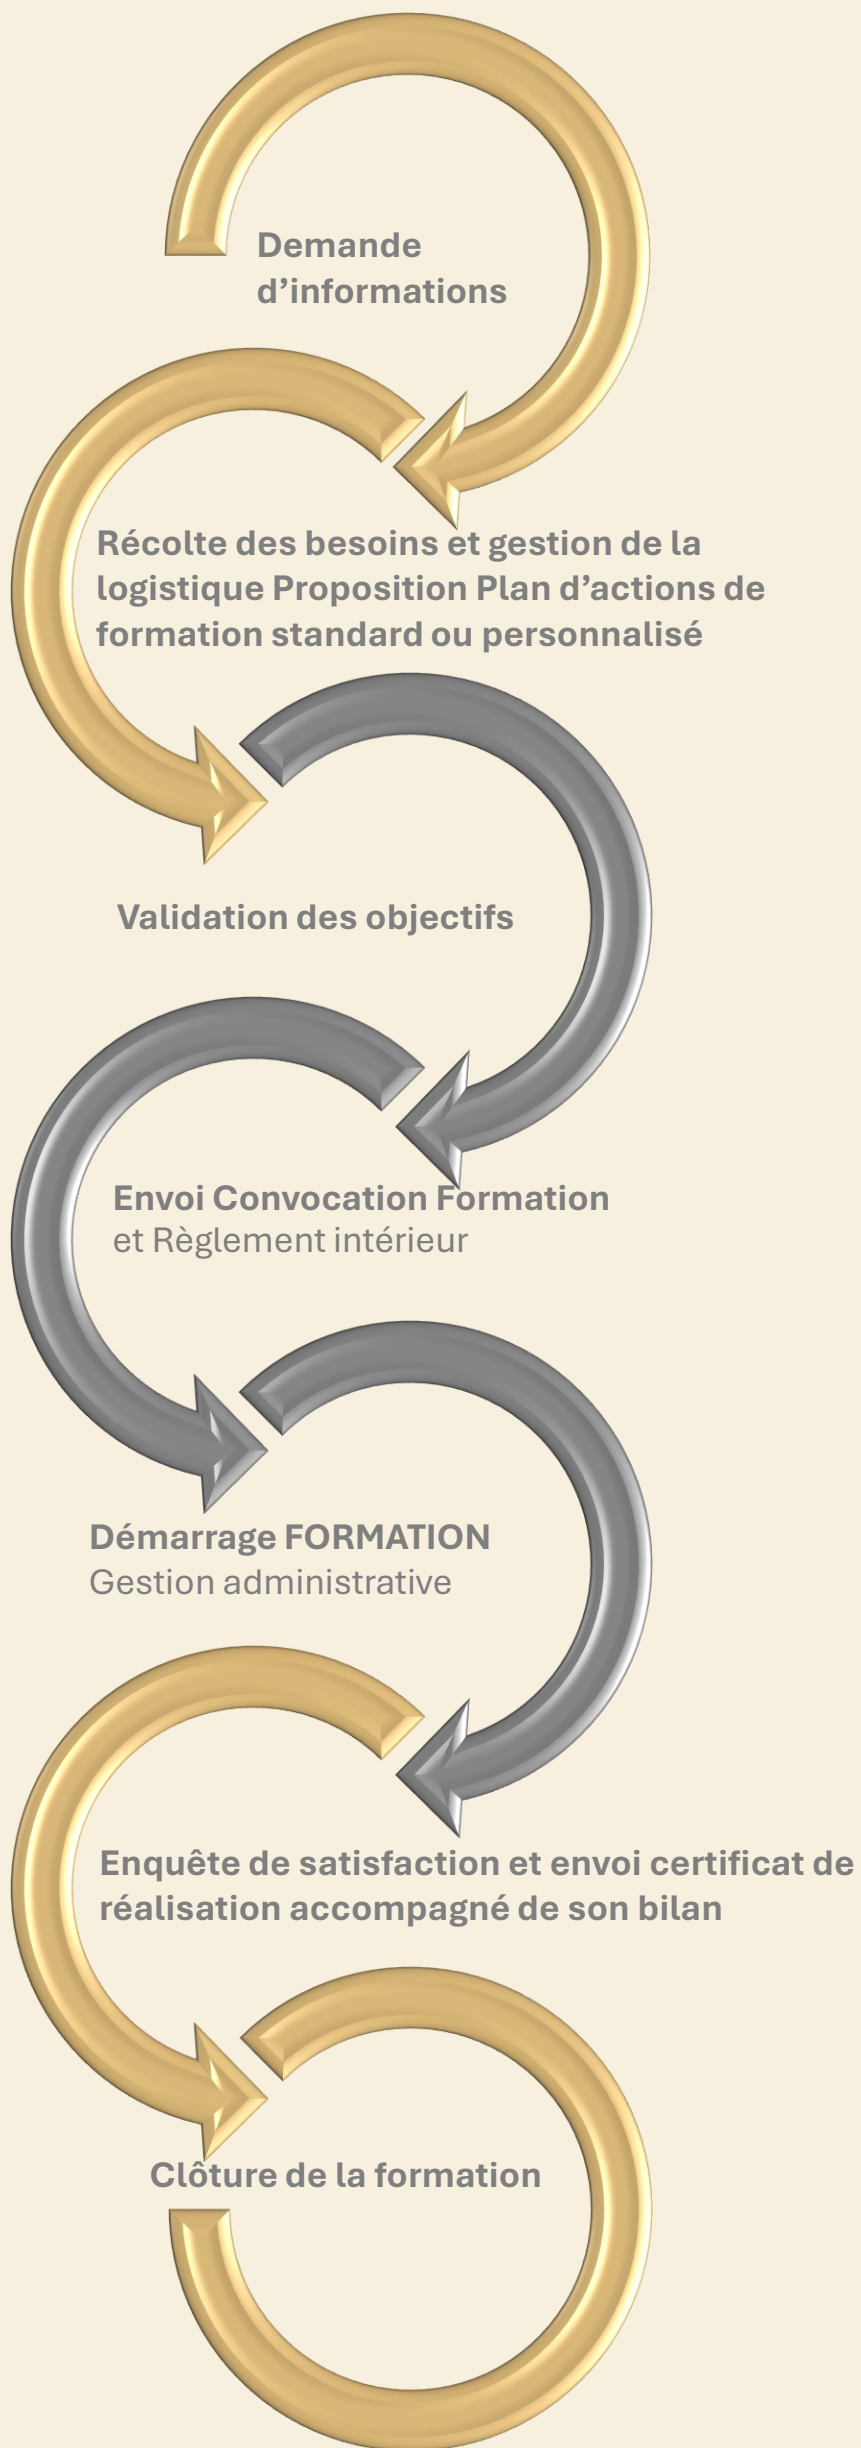 Demande
d’informations
Récolte des besoins et gestion de la
logistique Proposition Plan d’actions de
formation standard ou personnalisé
Validation des objectifs
Envoi Convocation Formation
et Règlement intérieur
Démarrage FORMATION
Gestion administrative
Enquête de satisfaction et envoi certificat de
réalisation accompagné de son bilan
Clôture de la formation